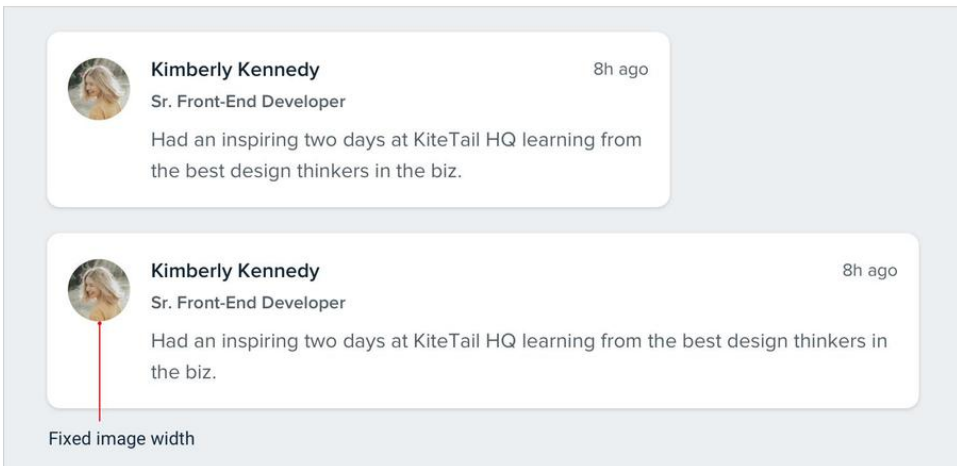 Kimberly Kennedy 8h ago
Sr. Front-End Developer
Had an inspiring two days at KiteTail HQ learning from
the best design thinkers in the biz.
Kimberly Kennedy 8h ago
Sr. Front-End Developer
Had an inspiring two days at KiteTail HQ learning from the best design thinkers in
the biz.
Fixed image width